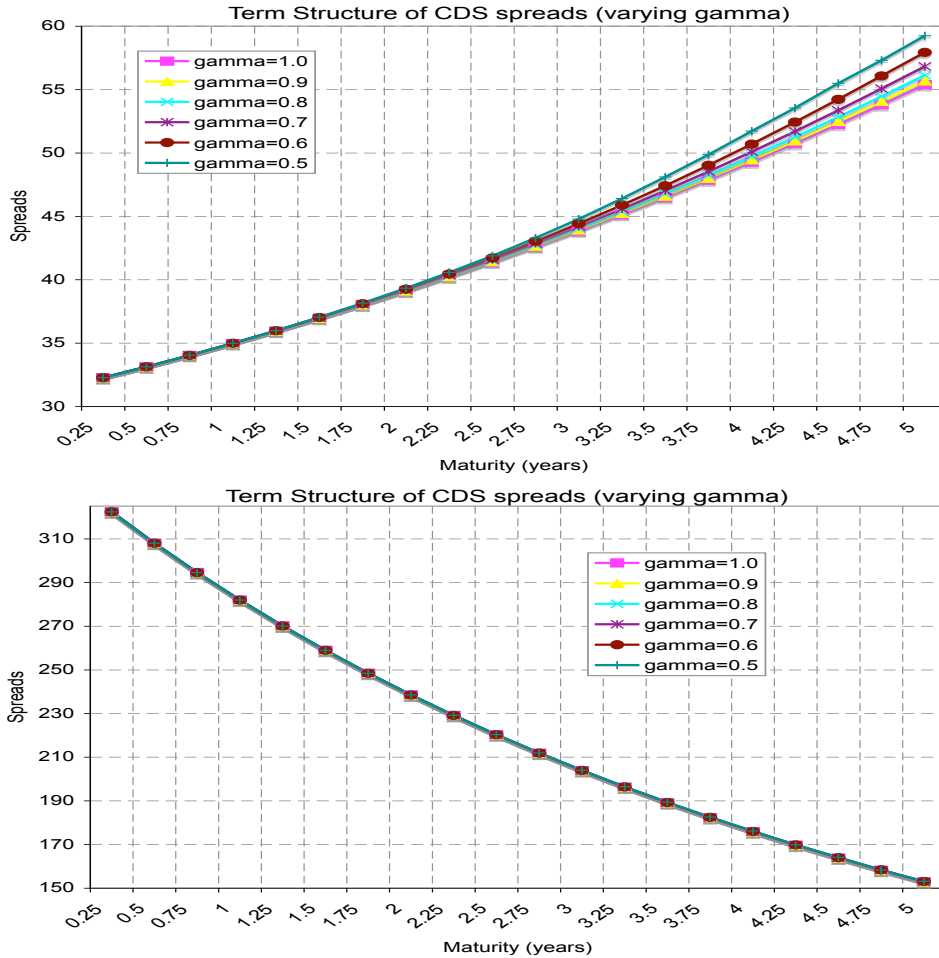 Term Structure of CDS spreads (varying gamma)
60
55
50
45
40
35
30
Spreads
gamma=1.0
gamma=0.9
gamma=0.8
gamma=0.7
gamma=0.6
gamma=0.5
0.25 0.5 0.75 1 1.25 1.5 1.75 2 2.25 2.5 2.75 3 3.25 3.5 3.75 4 4.25 4.5 4.75 5
Maturity (years)
Term Structure of CDS spreads (varying gamma)
310
290
270
250
230
210
190
170
150
Spreads
gamma=1.0
gamma=0.9
gamma=0.8
gamma=0.7
gamma=0.6
gamma=0.5
0.25 0.5 0.75 1 1.25 1.5 1.75 2 2.25 2.5 2.75 3 3.25 3.5 3.75 4 4.25 4.5 4.75 5
Maturity (years)